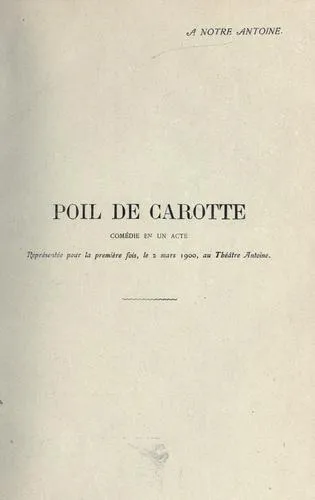 A NOTRE ANTOINE.
POIL DE CAROTTE
COMÉDIE EN UN ACTE
Représentée pour la première fois, le 2 mars 1900, au Théâtre Antoine.